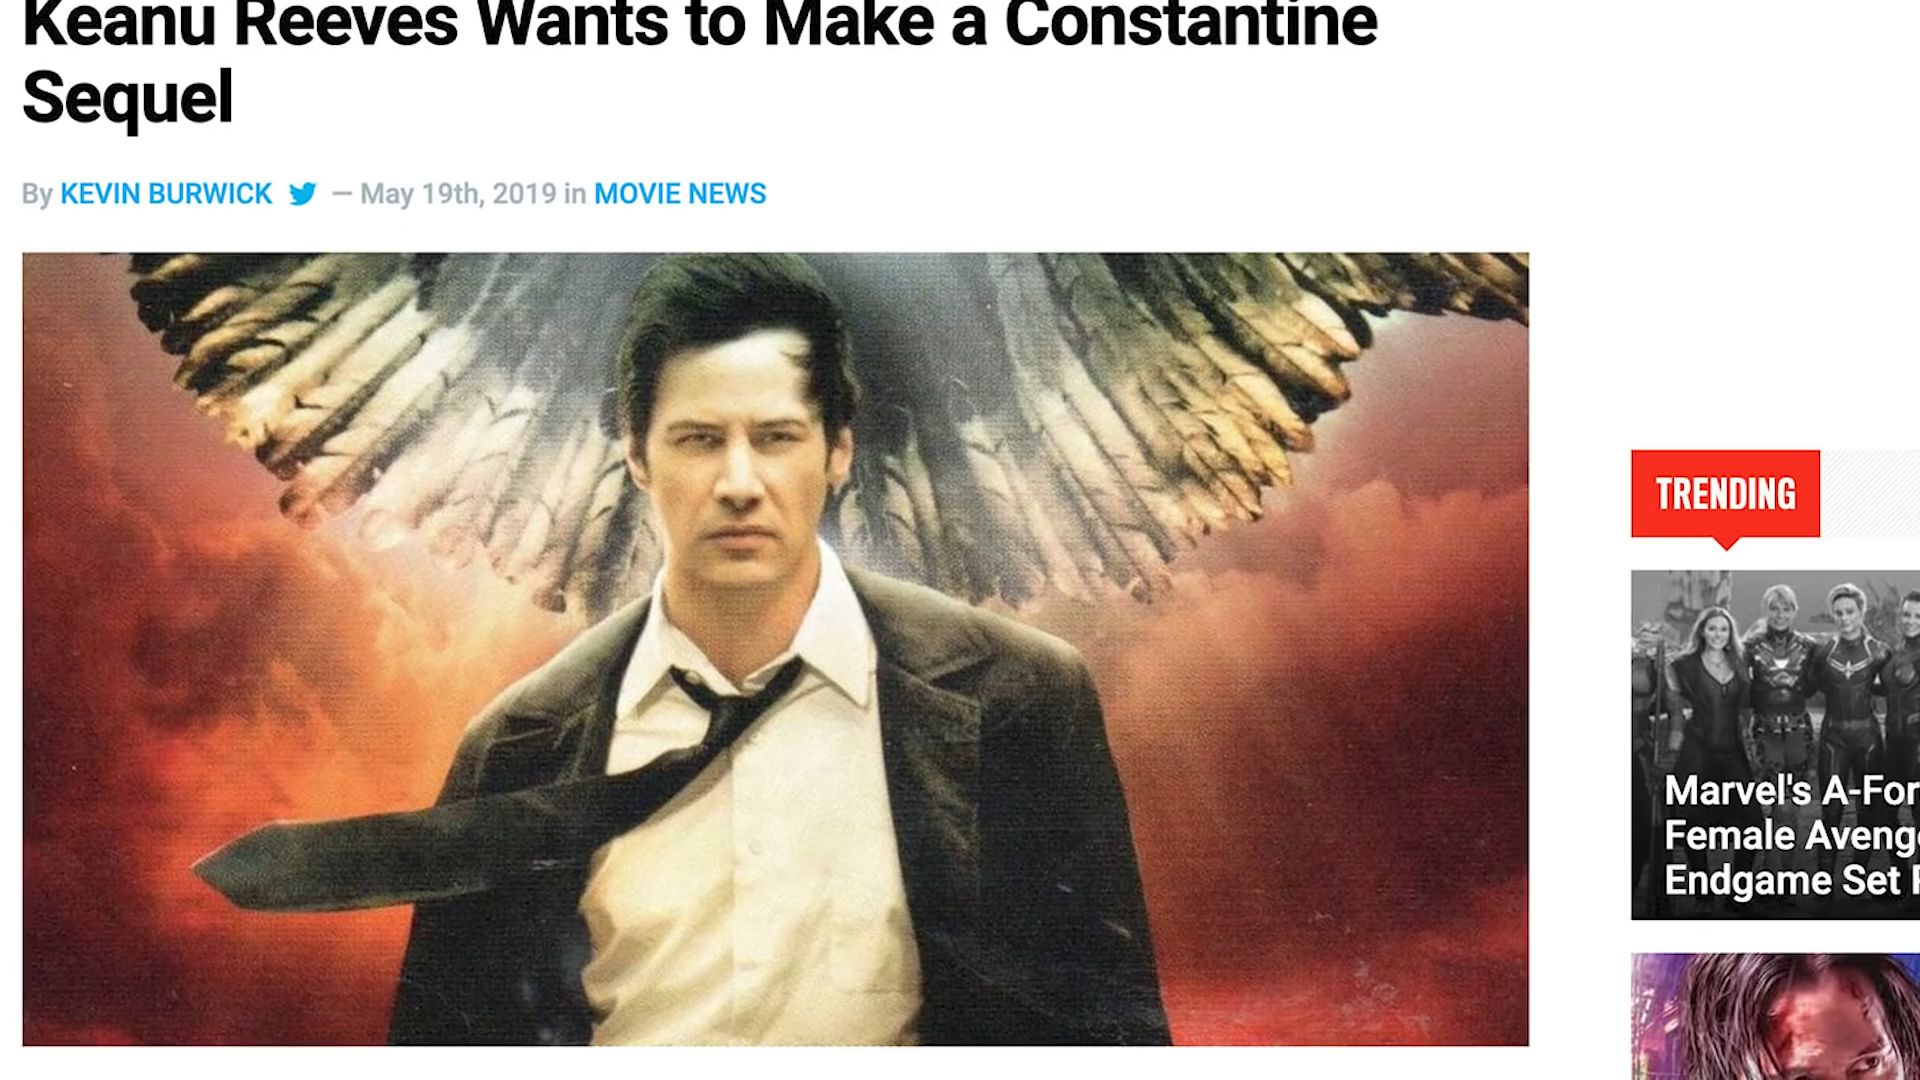 Keanu Reeves Wants to Make a Constantine
Sequel
By KEVIN BURWICK — May 19th, 2019 in MOVIE NEWS
TRENDING
Marvel's A-For
Female Aveng
Endgame Set